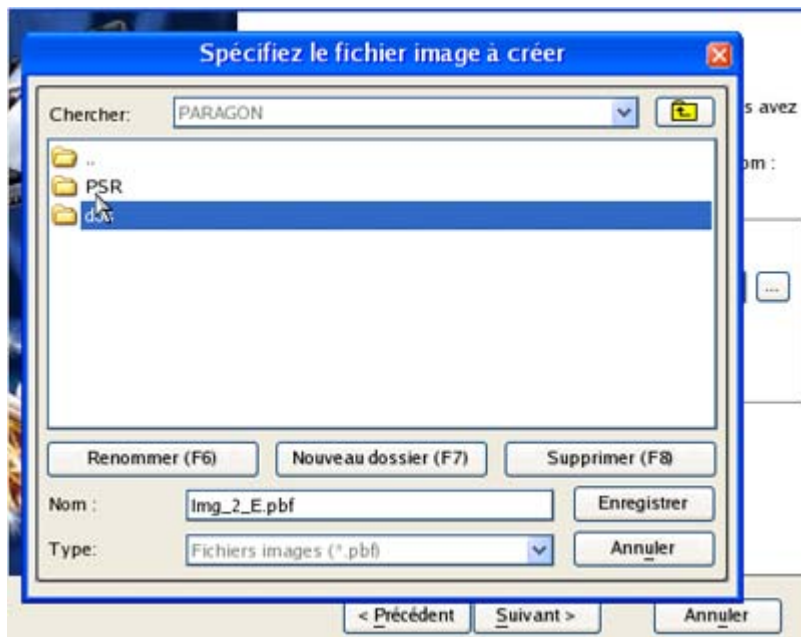 Spécifiez le fichier image à créer
Chercher: PARAGON
s avez
..
om :
PSR
Renommer (F6) Nouveau dossier (F7) Supprimer (F8)
Nom : Img_2_E.pbf Enregistrer
Type: Fichiers images (*.pbf) Annuler
...
< Précédent Suivant > Annuler